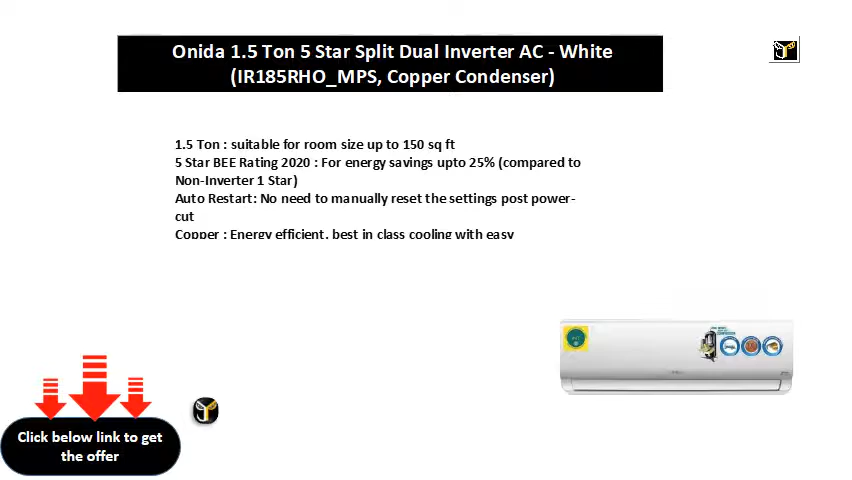 Onida 1.5 Ton 5 Star Split Dual Inverter AC - White
(IR185RHO_MPS, Copper Condenser)
1.5 Ton : suitable for room size up to 150 sq ft
5 Star BEE Rating 2020 : For energy savings upto 25% (compared to
Non-Inverter 1 Star)
Auto Restart: No need to manually reset the settings post power-
cut
Copper : Energy efficient, best in class cooling with easy
Click below link to get
the offer